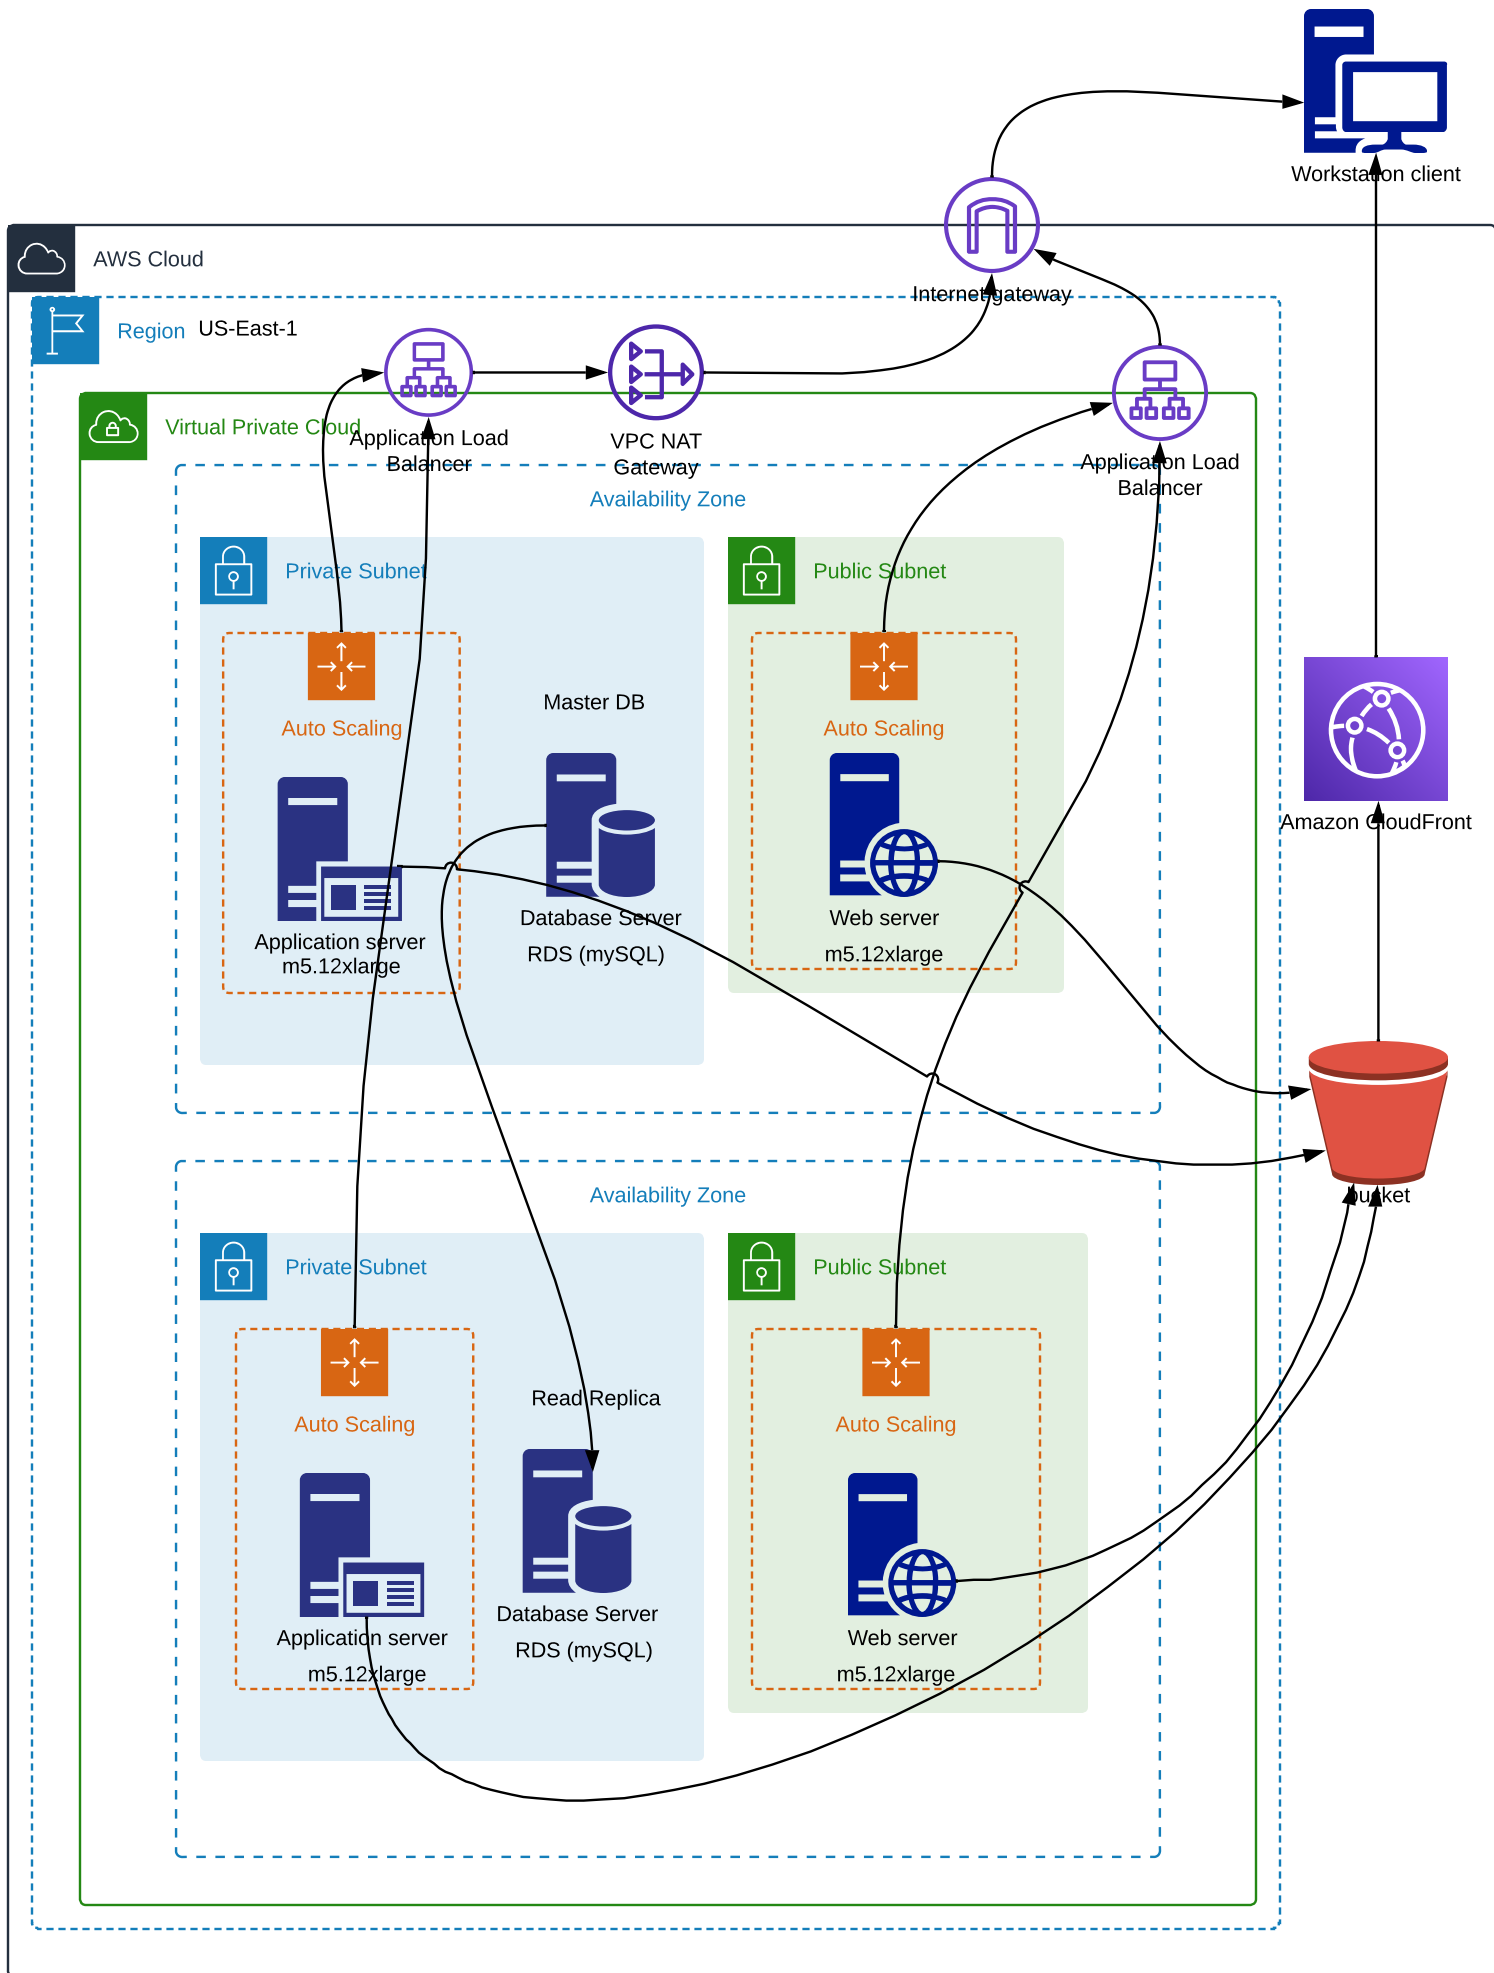 Workstation client
AWS Cloud
Internet gateway
Region US-East-1
Virtual Private Cloud
Application Load
Balancer
VPC NAT
Gateway
Application Load
Balancer
Availability Zone
Private Subnet
Public Subnet
Auto Scaling
Master DB
Auto Scaling
Amazon CloudFront
Application server
m5.12xlarge
Database Server
RDS (mySQL)
Web server
m5.12xlarge
bucket
Availability Zone
Private Subnet
Public Subnet
Auto Scaling
Read Replica
Auto Scaling
Application server
m5.12xlarge
Database Server
RDS (mySQL)
Web server
m5.12xlarge